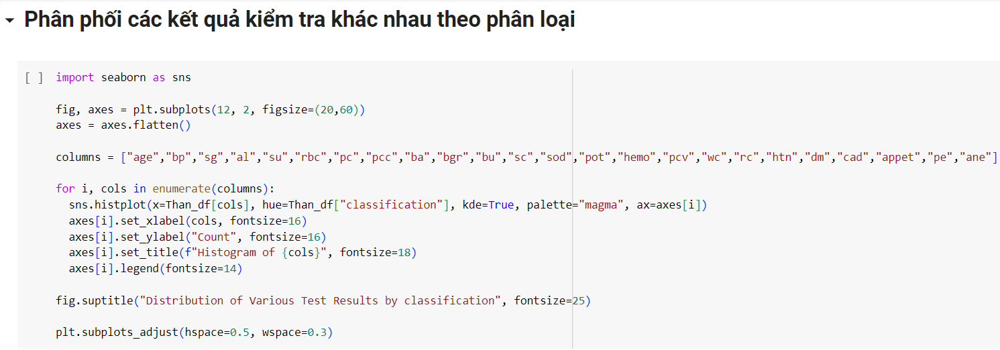 Phân phối các kết quả kiểm tra khác nhau theo phân loại
[ ] import seaborn as sns
fig, axes = plt.subplots(12, 2, figsize=(20,60))
axes = axes.flatten()
columns = ["age","bp","sg","al","su","rbc","pc","pcc","ba","bgr","bu","sc","sod","pot","hemo","pcv","wc","rc","htn","dm","cad","appet","pe","ane"]
for i, cols in enumerate(columns):
  sns.histplot(x=Than_df[cols], hue=Than_df["classification"], kde=True, palette="magma", ax=axes[i])
  axes[i].set_xlabel(cols, fontsize=16)
  axes[i].set_ylabel("Count", fontsize=16)
  axes[i].set_title(f"Histogram of {cols}", fontsize=18)
  axes[i].legend(fontsize=14)
fig.suptitle("Distribution of Various Test Results by classification", fontsize=25)
plt.subplots_adjust(hspace=0.5, wspace=0.3)